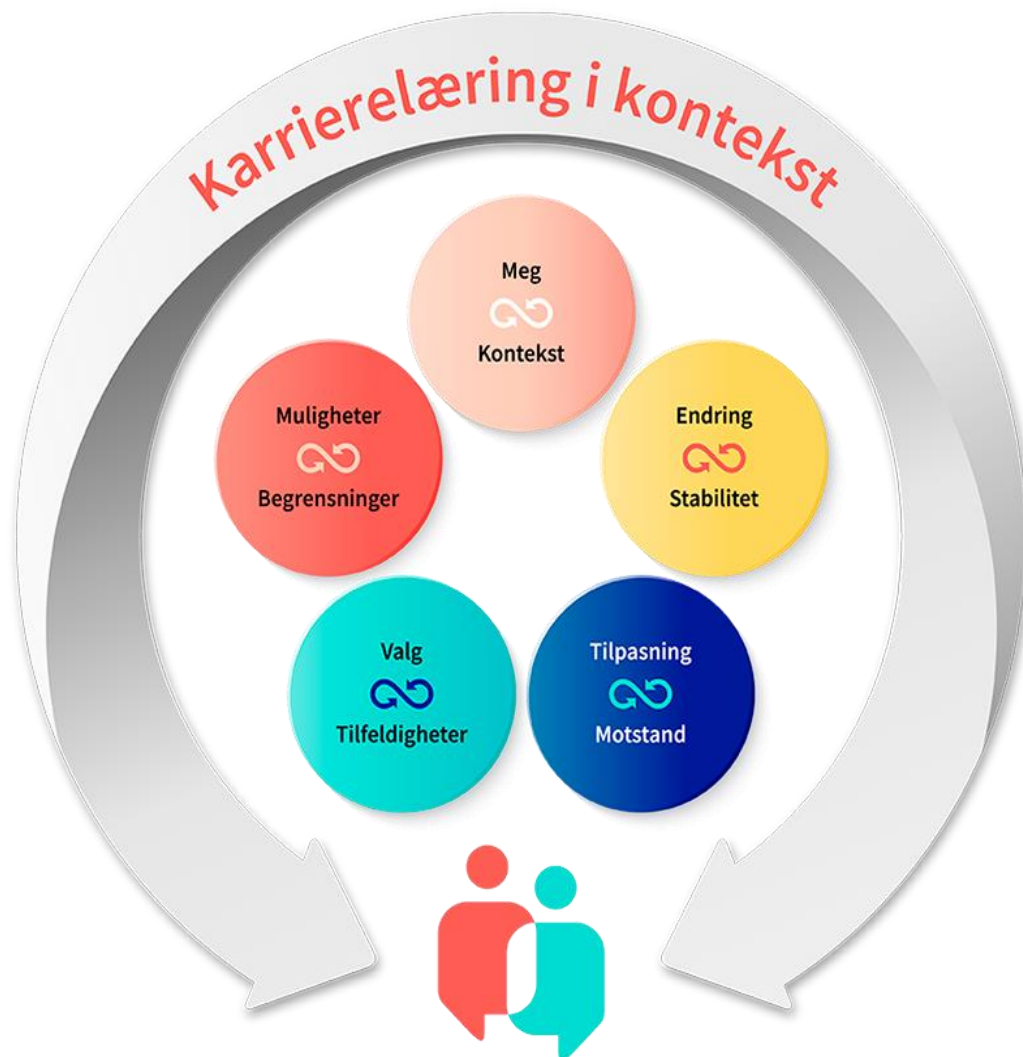 Karrierelæring i kontekst
Meg
Kontekst
Muligheter
Begrensninger
Endring
Stabilitet
Valg
Tilfeldigheter
Tilpasning
Motstand